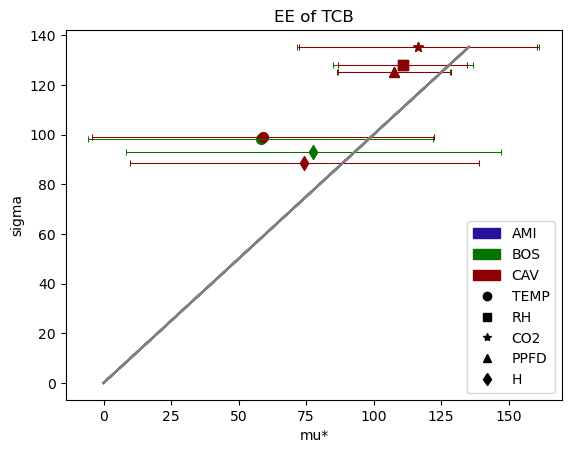 EE of TCB
140
120
100
80
60
40
20
0
sigma
0 25 50 75 100 125 150
mu*
AMI
BOS
CAV
TEMP
RH
CO2
PPFD
H